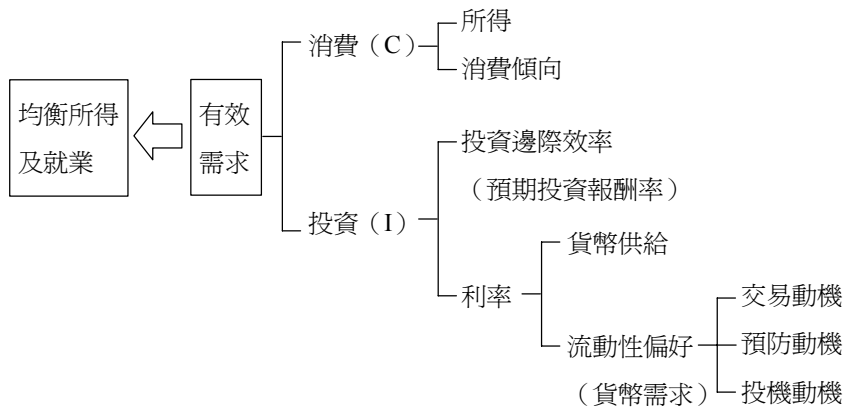 均衡所得
及就業
有效
需求
消費（C）
所得
消費傾向
投資（I）
投資邊際效率
（預期投資報酬率）
利率
貨幣供給
流動性偏好
（貨幣需求）
交易動機
預防動機
投機動機